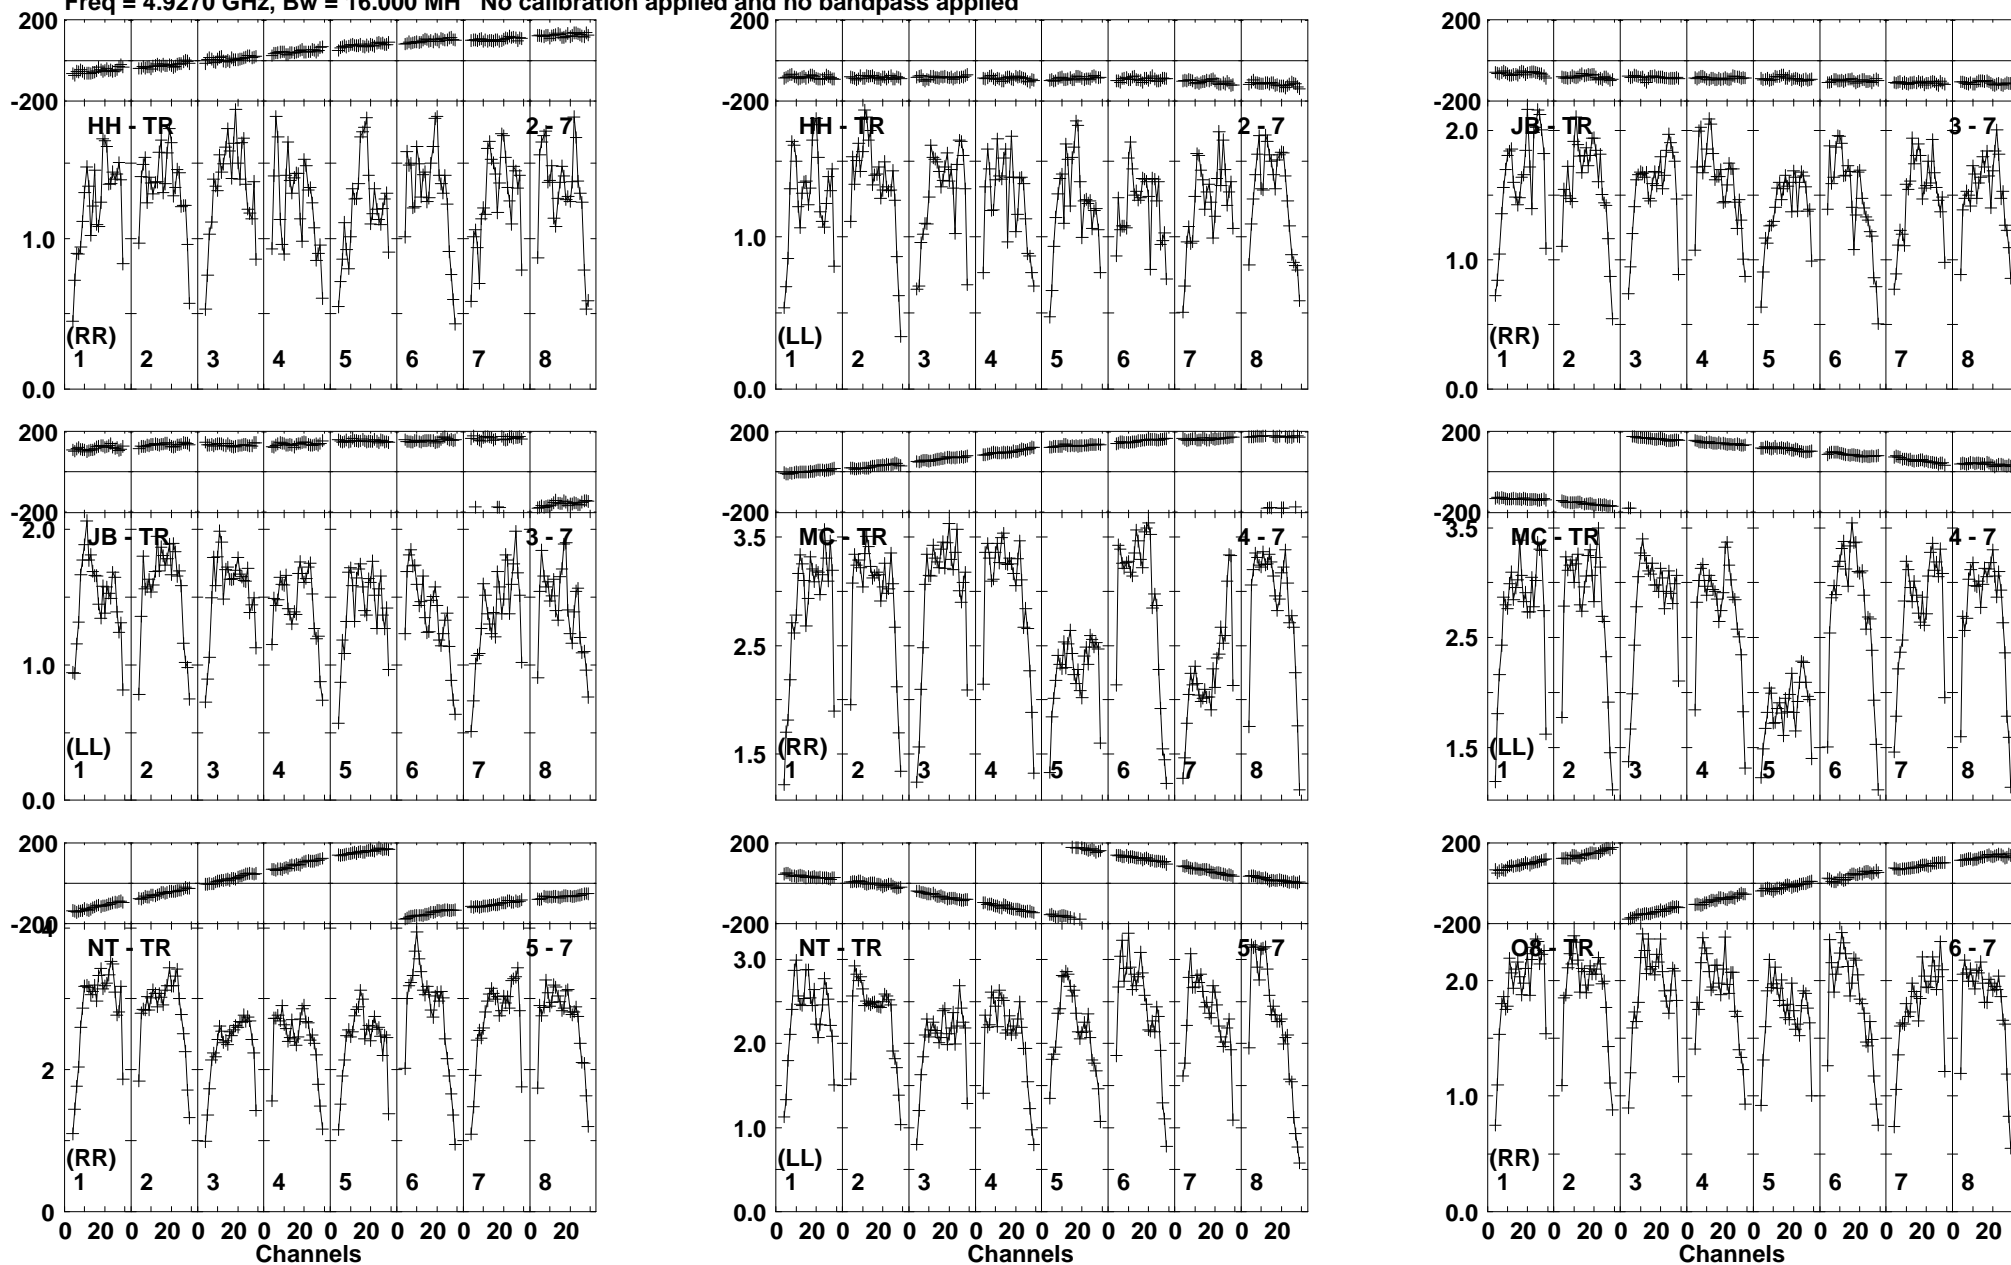 Freq = 4.9270 GHz, Bw = 16.000 MH No calibration applied and no bandpass applied
200 200 200
-200 -200 -200
HH - TR 2 - 7 HH - TR 2 - 7 JB - TR 3 - 7
2.0
1.0 1.0 1.0
(RR) (LL) (RR)
1 2 3 4 5 6 7 8 1 2 3 4 5 6 7 8 1 2 3 4 5 6 7 8
0.0 0.0 0.0
200 200 200
-200 -200 -200
2.0 3.5 3.5
JB - TR 3 - 7 MC - TR 4 - 7 MC - TR 4 - 7
1.0 2.5 2.5
(LL) (RR) (LL)
1.5 1.5
1 2 3 4 5 6 7 8 1 2 3 4 5 6 7 8 1 2 3 4 5 6 7 8
0.0
200 200 200
-200 -200 -200
4
NT - TR 5 - 7 NT - TR 5 - 7 O8 - TR 6 - 7
3.0 2.0
2 2.0
1.0 1.0
(RR) (LL) (RR)
1 2 3 4 5 6 7 8 1 2 3 4 5 6 7 8 1 2 3 4 5 6 7 8
0 0.0 0.0
0 20 0 20 0 20 0 20 0 20 0 20 0 20 0 20 0 20 0 20 0 20 0 20 0 20 0 20 0 20 0 20 0 20 0 20 0 20 0 20 0 20 0 20 0 20 0 20
Channels Channels Channels